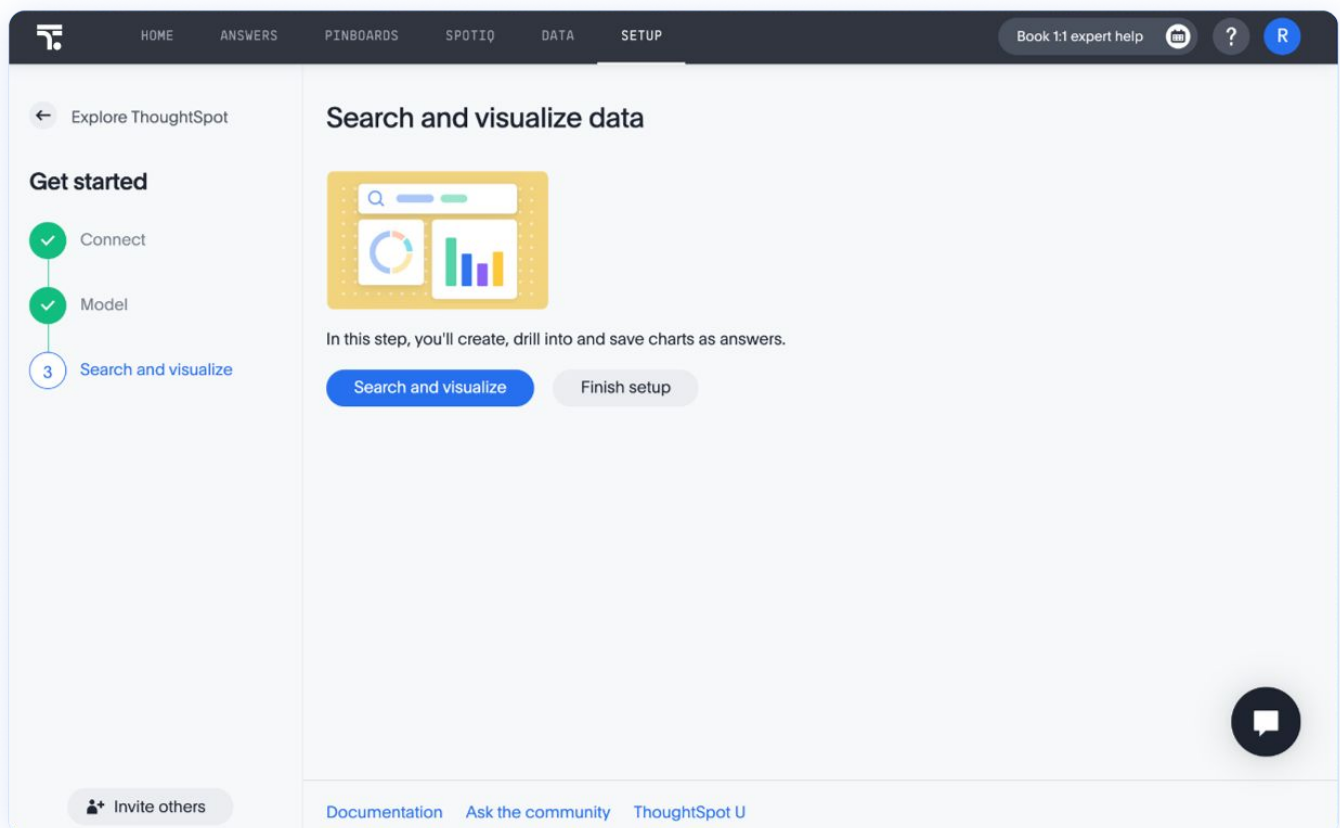 HOME ANSWERS PINBOARDS SPOTIQ DATA SETUP Book 1:1 expert help ? R
Explore ThoughtSpot
Get started
Connect
Model
3 Search and visualize
Invite others
Search and visualize data
In this step, you'll create, drill into and save charts as answers.
Search and visualize Finish setup
Documentation Ask the community ThoughtSpot U